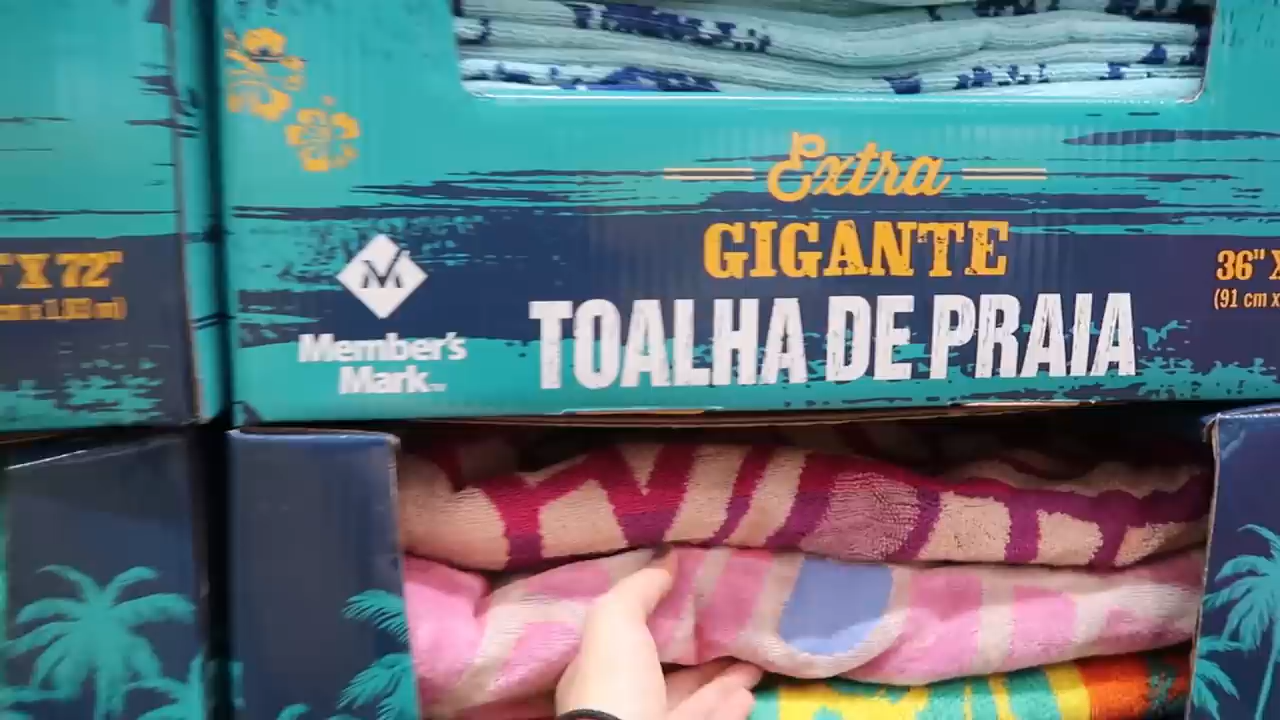 Extra
GIGANTE
TOALHA DE PRAIA
Member's
Mark
X 72"
36" X
(91 cm x